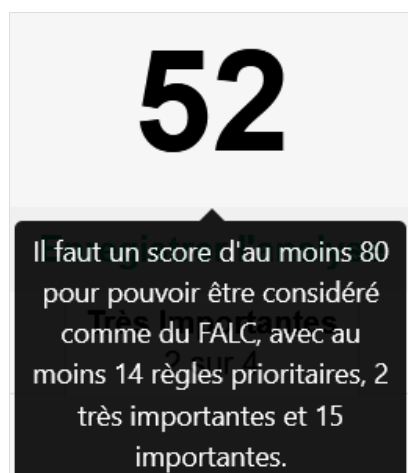 52
Il faut un score d'au moins 80
pour pouvoir être considéré
comme du FALC, avec au
moins 14 règles prioritaires, 2
très importantes et 15
importantes.